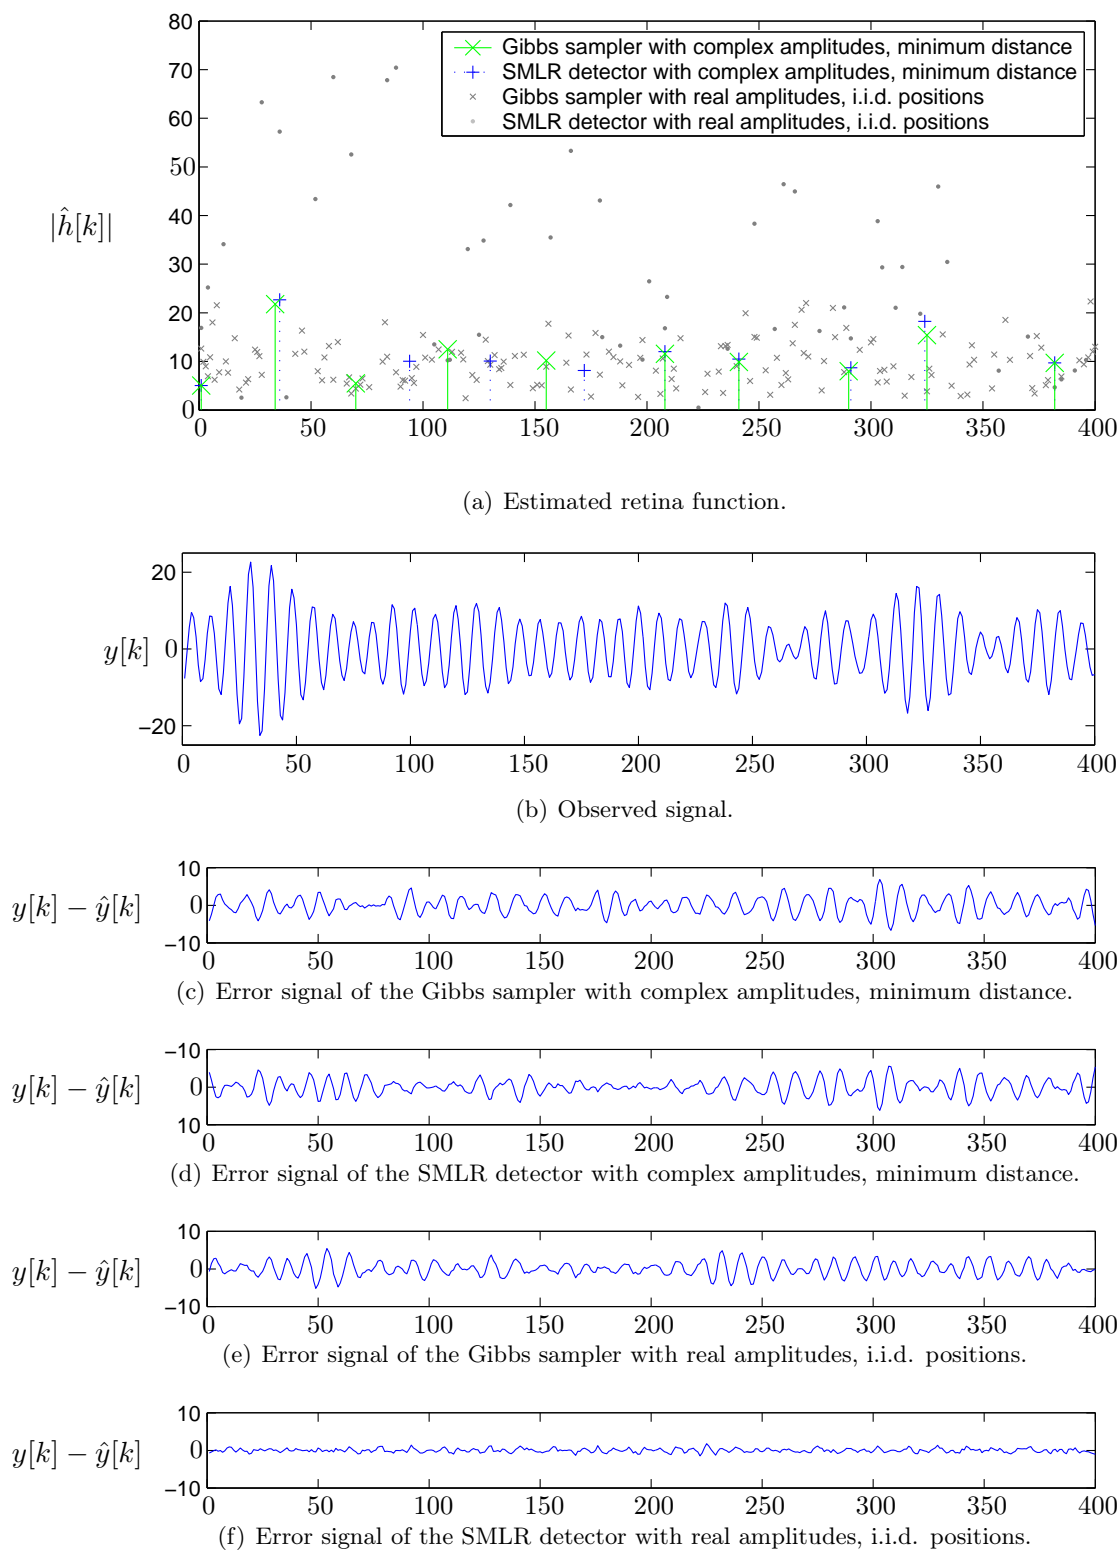 80
70
60
50
40
30
20
10
0
|ĥ[k]|
Gibbs sampler with complex amplitudes, minimum distance
SMLR detector with complex amplitudes, minimum distance
Gibbs sampler with real amplitudes, i.i.d. positions
SMLR detector with real amplitudes, i.i.d. positions
0 50 100 150 200 250 300 350 400
(a) Estimated retina function.
20
y[k] 0
−20
0 50 100 150 200 250 300 350 400
(b) Observed signal.
10
y[k] − ŷ[k] 0
−10
0 50 100 150 200 250 300 350 400
(c) Error signal of the Gibbs sampler with complex amplitudes, minimum distance.
−10
y[k] − ŷ[k] 0
10
0 50 100 150 200 250 300 350 400
(d) Error signal of the SMLR detector with complex amplitudes, minimum distance.
10
y[k] − ŷ[k] 0
−10
0 50 100 150 200 250 300 350 400
(e) Error signal of the Gibbs sampler with real amplitudes, i.i.d. positions.
10
y[k] − ŷ[k] 0
−10
0 50 100 150 200 250 300 350 400
(f) Error signal of the SMLR detector with real amplitudes, i.i.d. positions.